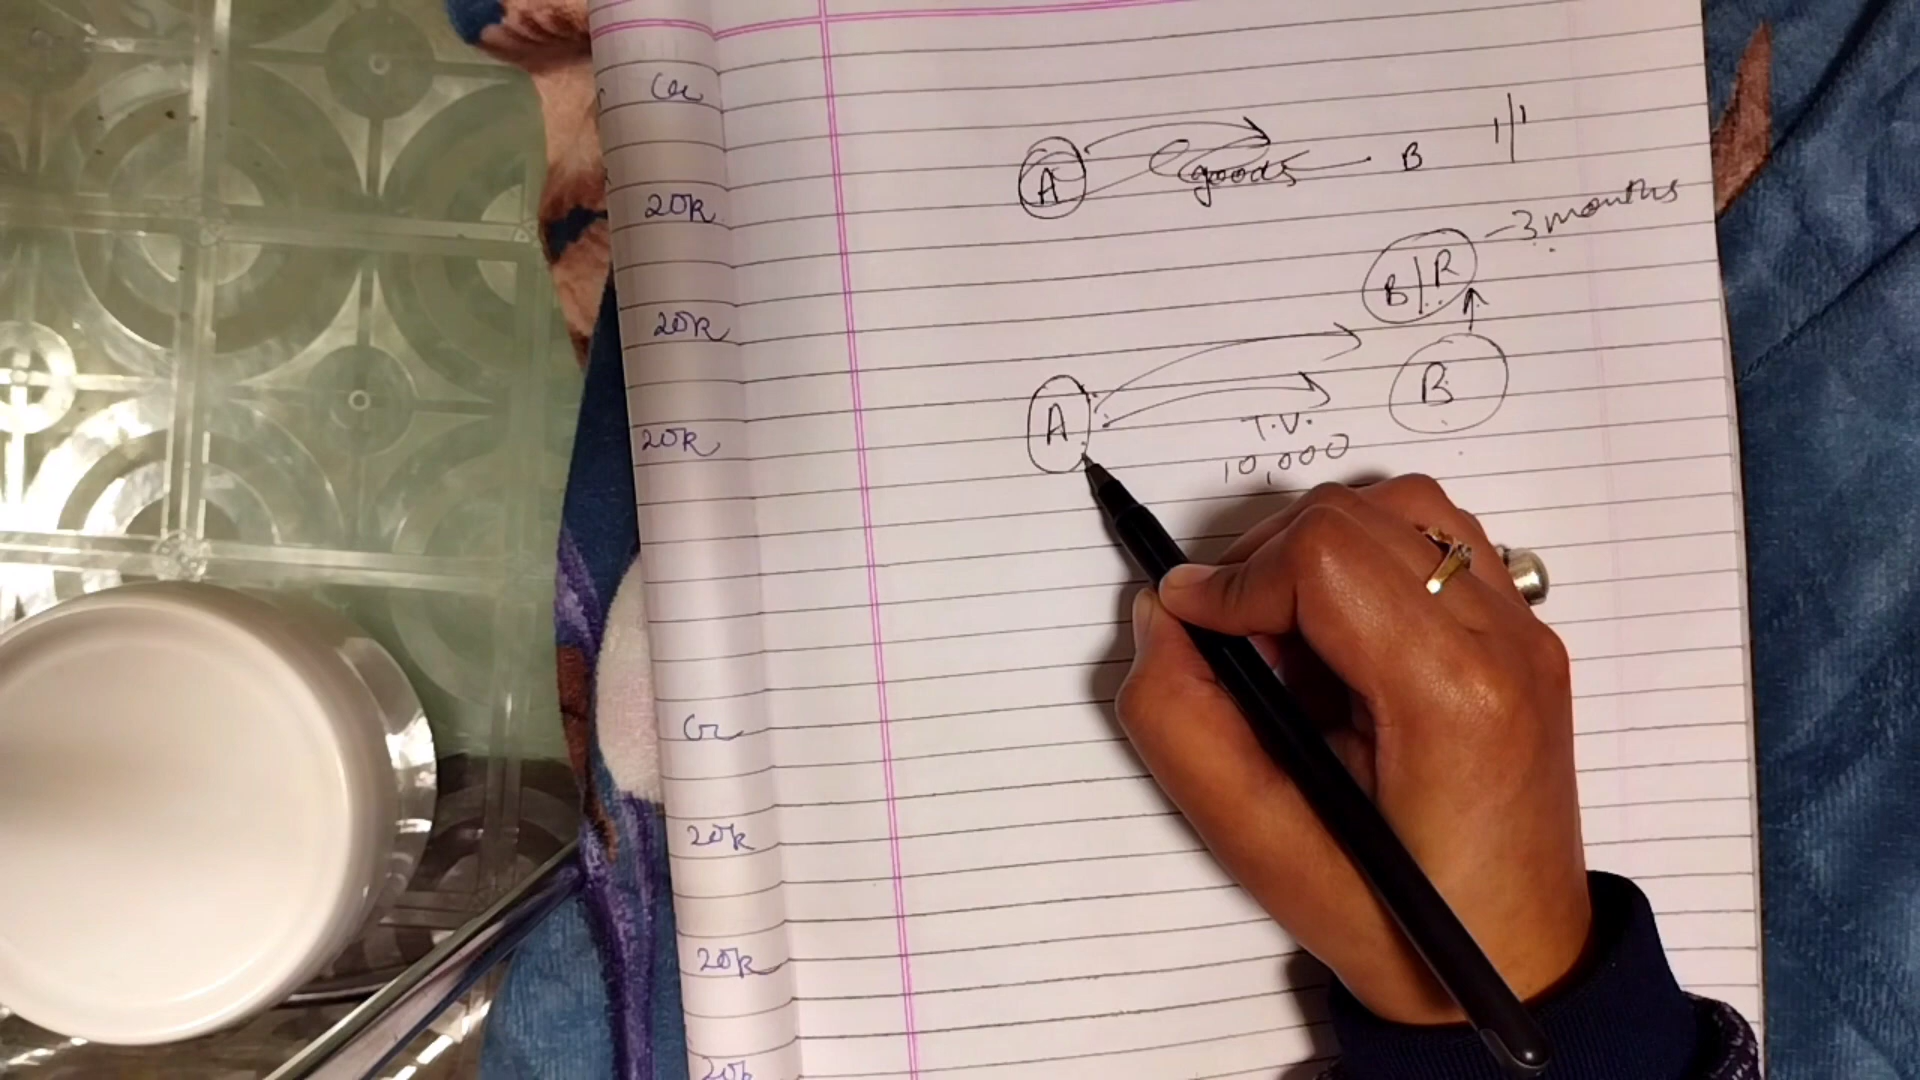 Cr
A goods B 1/1
20k
B/R - 3 months
20k
A B
T.V.
20k
10,000
Cr
20k
20k
20k